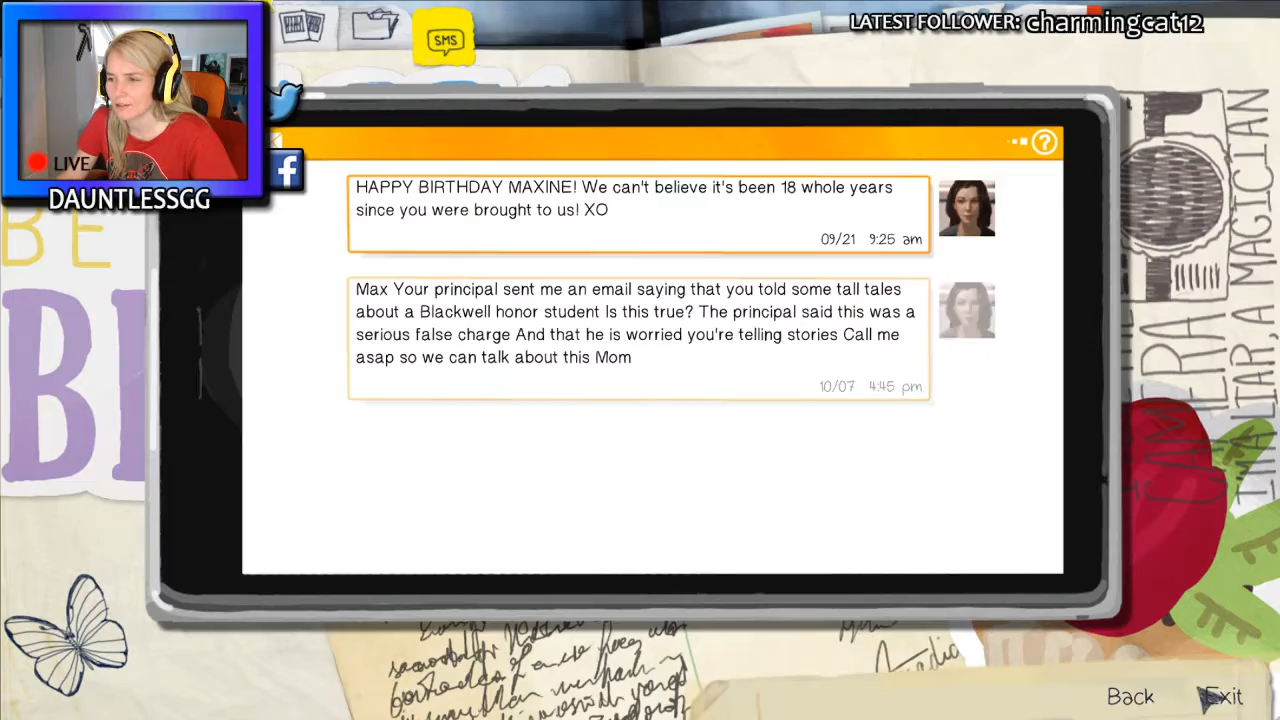 LATEST FOLLOWER: charmingcat12
SMS
LIVE
DAUNTLESSGG
HAPPY BIRTHDAY MAXINE! We can't believe it's been 18 whole years
since you were brought to us! XO
09/21 9:25 am
Max Your principal sent me an email saying that you told some tall tales
about a Blackwell honor student Is this true? The principal said this was a
serious false charge And that he is worried you're telling stories Call me
asap so we can talk about this Mom
10/07 4:45 pm
BE
CAMERA
LIAR, A MAGICIAN
Back
Exit